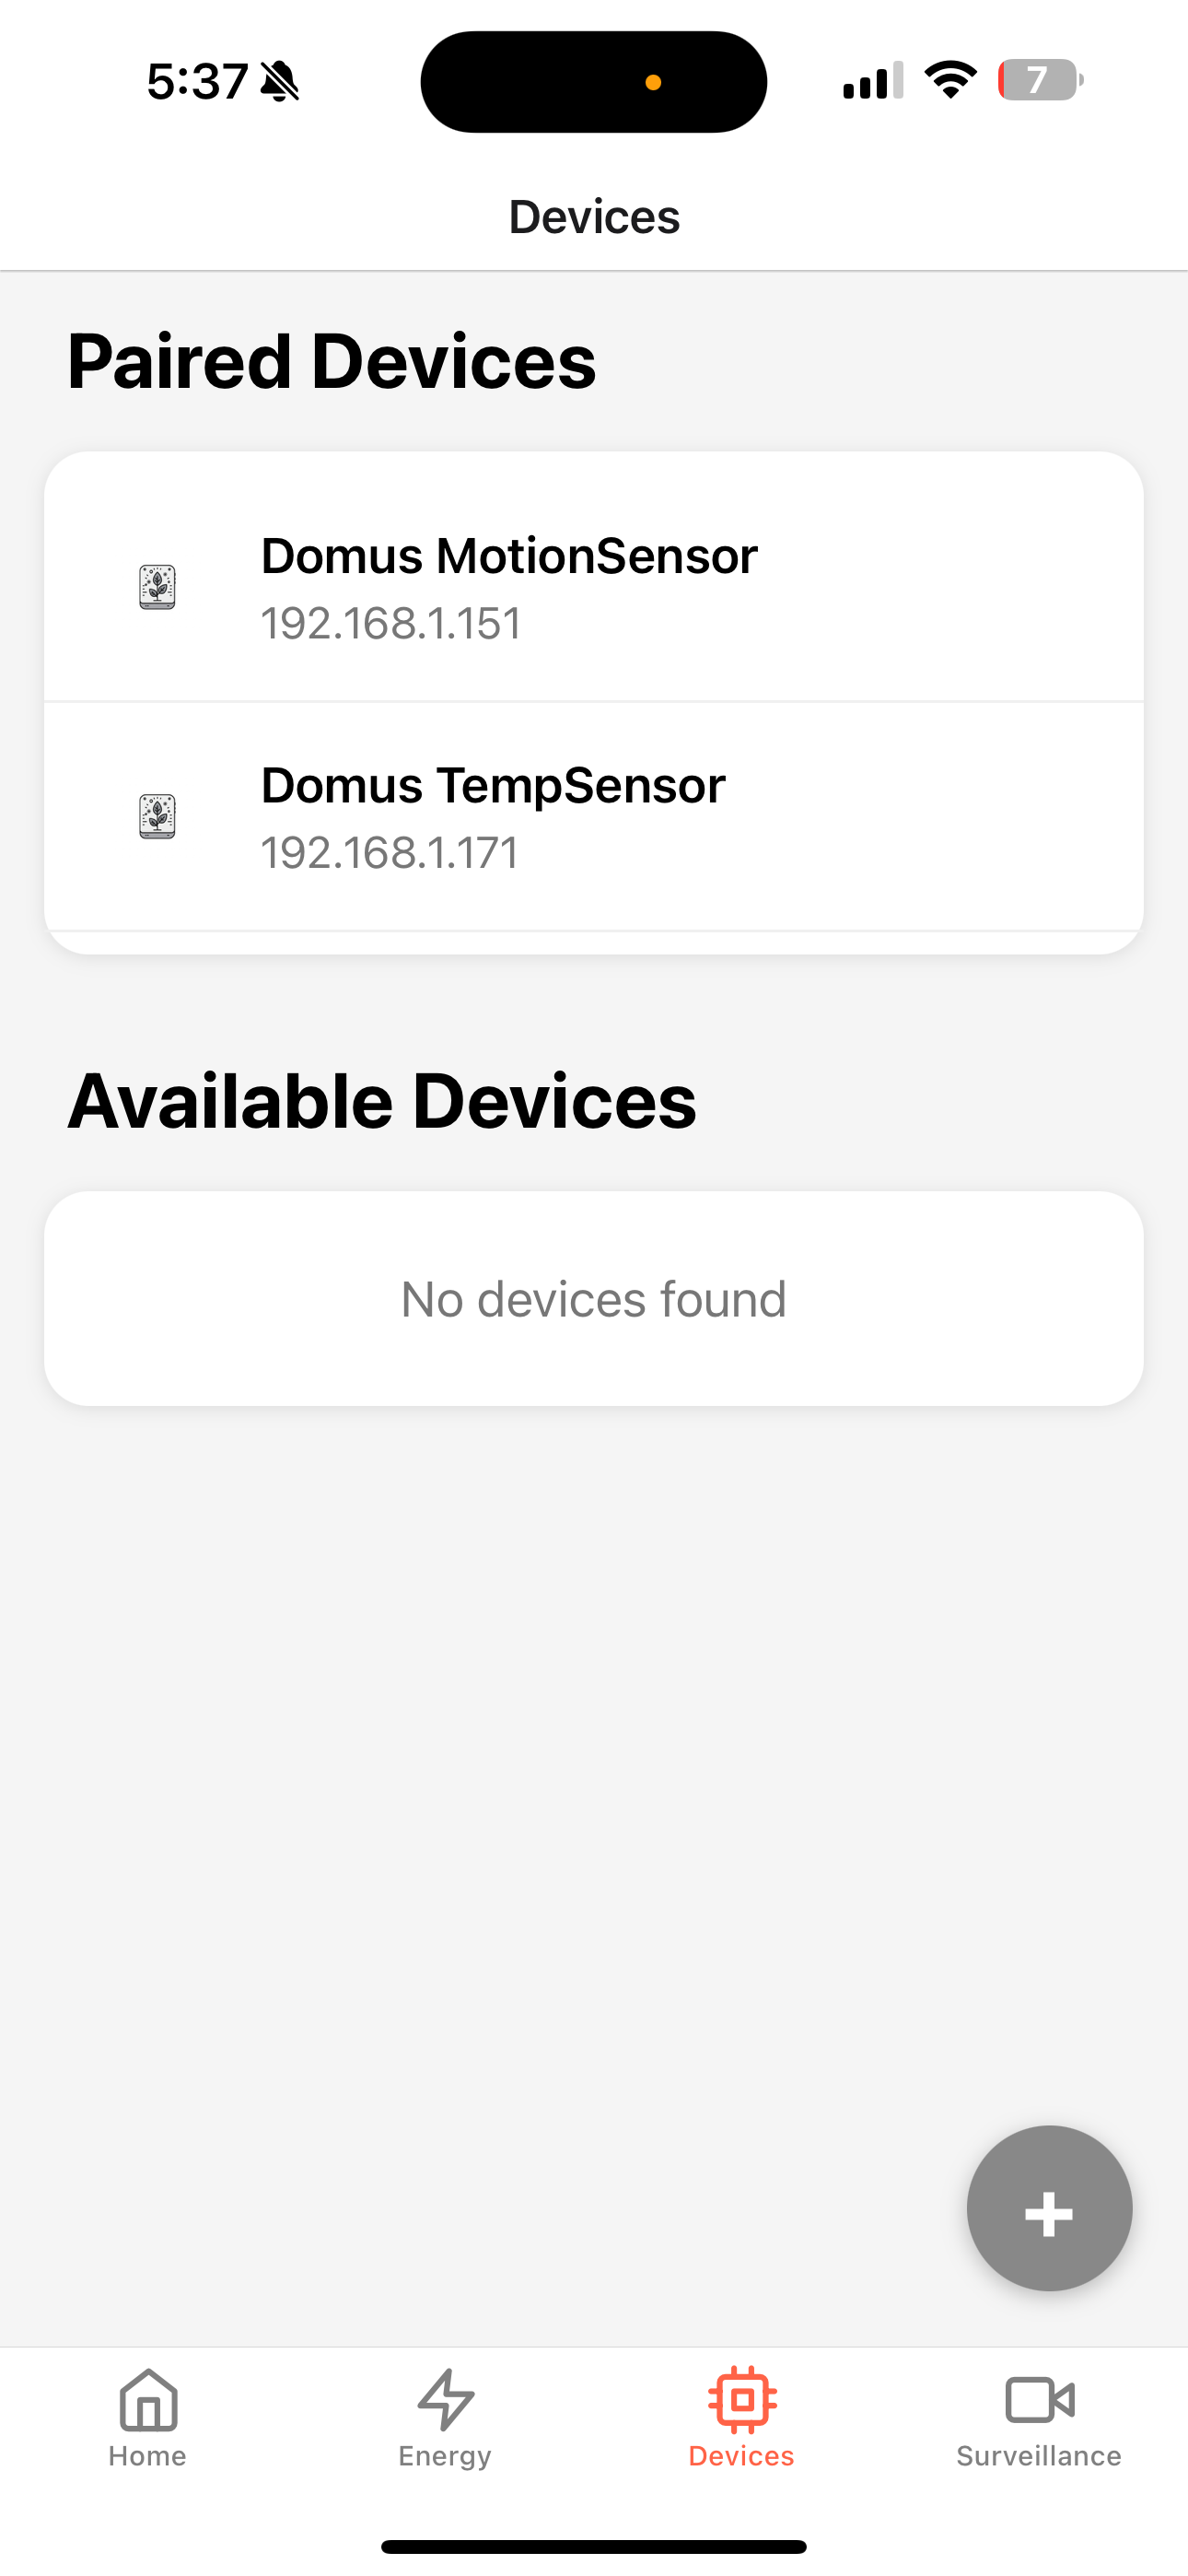 5:37
7
Devices
Paired Devices
Domus MotionSensor
192.168.1.151
Domus TempSensor
192.168.1.171
Available Devices
No devices found
+
Home
Energy
Devices
Surveillance